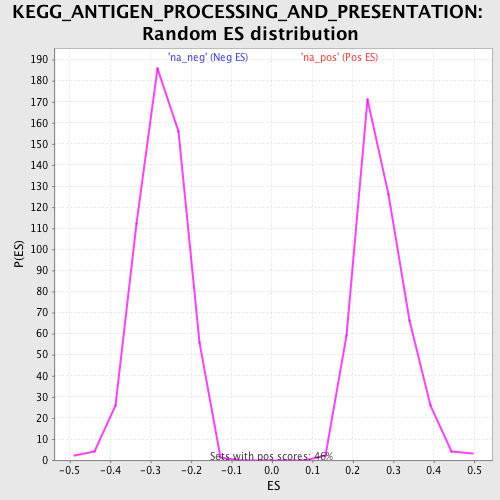 KEGG_ANTIGEN_PROCESSING_AND_PRESENTATION:
Random ES distribution
'na_neg' (Neg ES) 'na_pos' (Pos ES)
190
180
170
160
150
140
130
120
110
100
90
80
70
60
50
40
30
20
10
0
P(ES)
Sets with pos scores: 46%
-0.5 -0.4 -0.3 -0.2 -0.1 0.0 0.1 0.2 0.3 0.4 0.5
ES